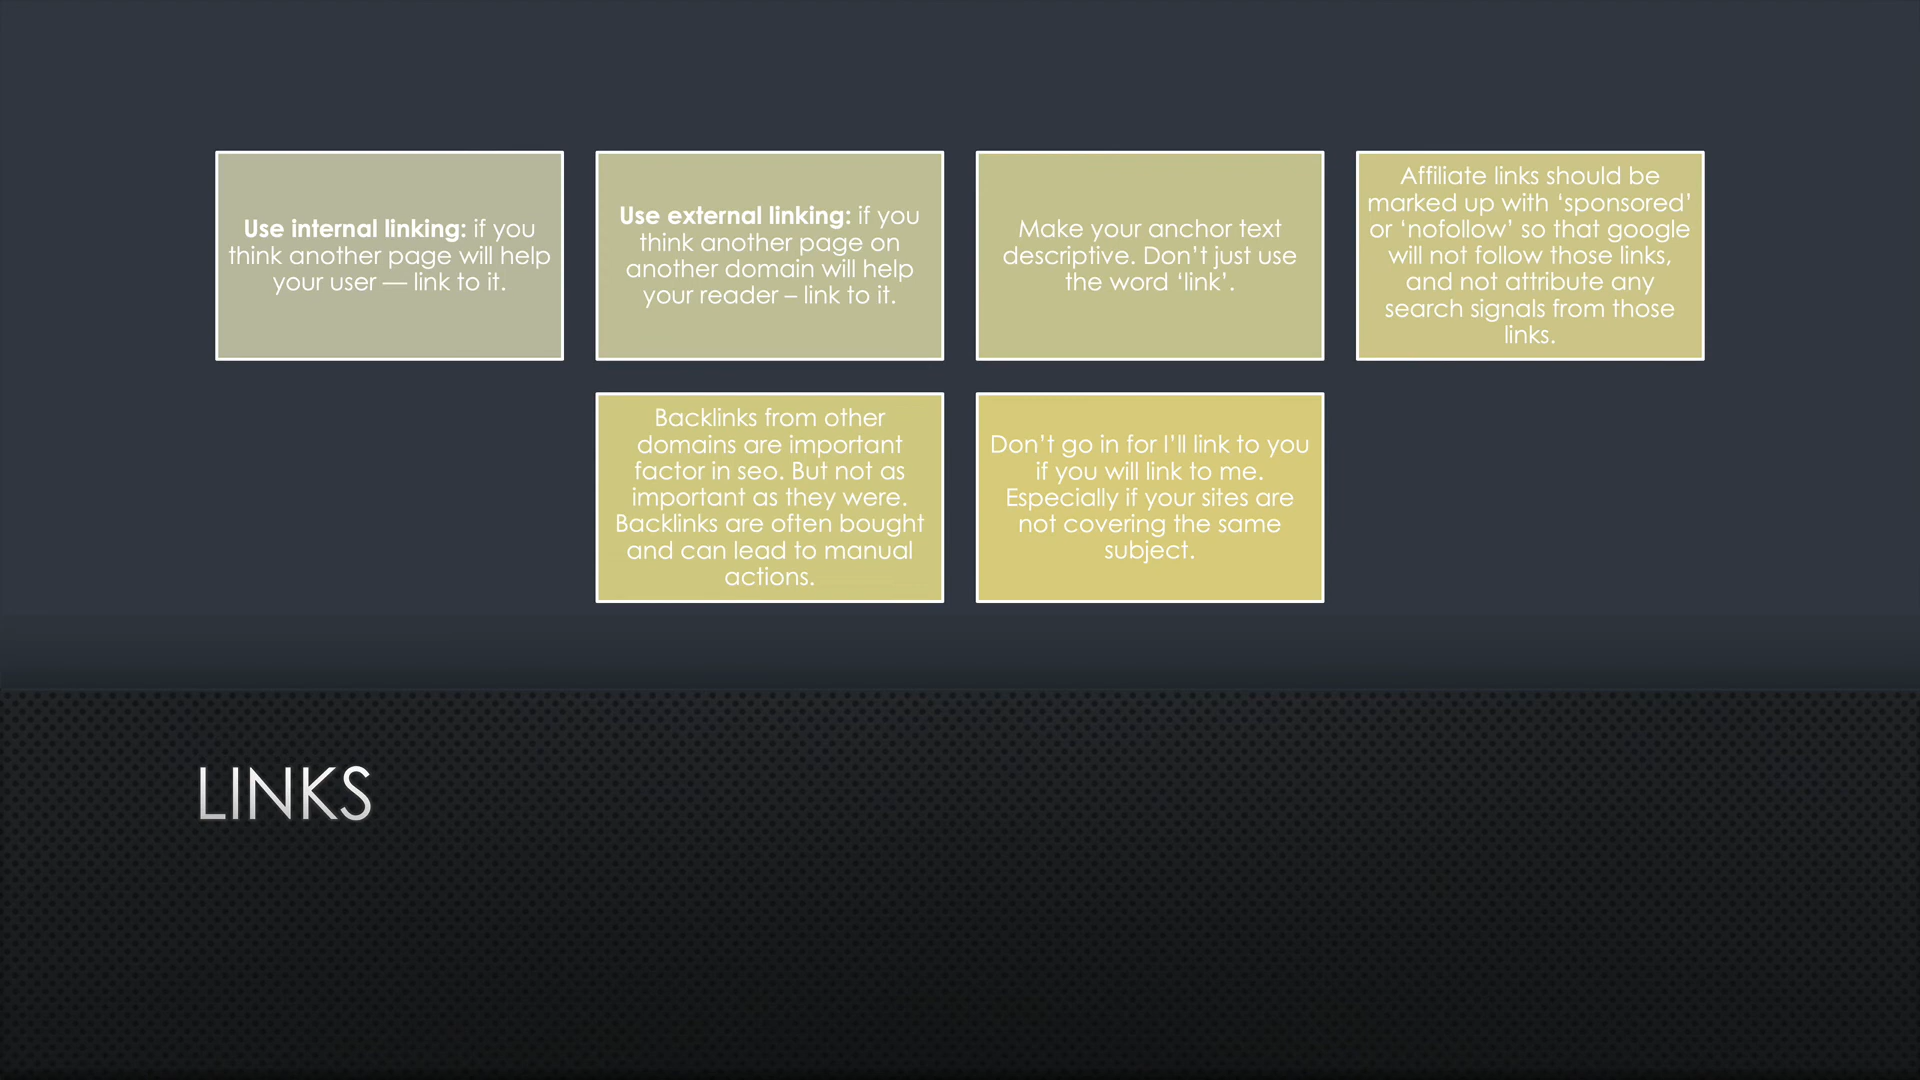 Use internal linking: if you
think another page will help
your user — link to it.
Use external linking: if you
think another page on
another domain will help
your reader – link to it.
Make your anchor text
descriptive. Don’t just use
the word ‘link’.
Affiliate links should be
marked up with ‘sponsored’
or ‘nofollow’ so that google
will not follow those links,
and not attribute any
search signals from those
links.
Backlinks from other
domains are important
factor in seo. But not as
important as they were.
Backlinks are often bought
and can lead to manual
actions.
Don’t go in for I’ll link to you
if you will link to me.
Especially if your sites are
not covering the same
subject.
LINKS